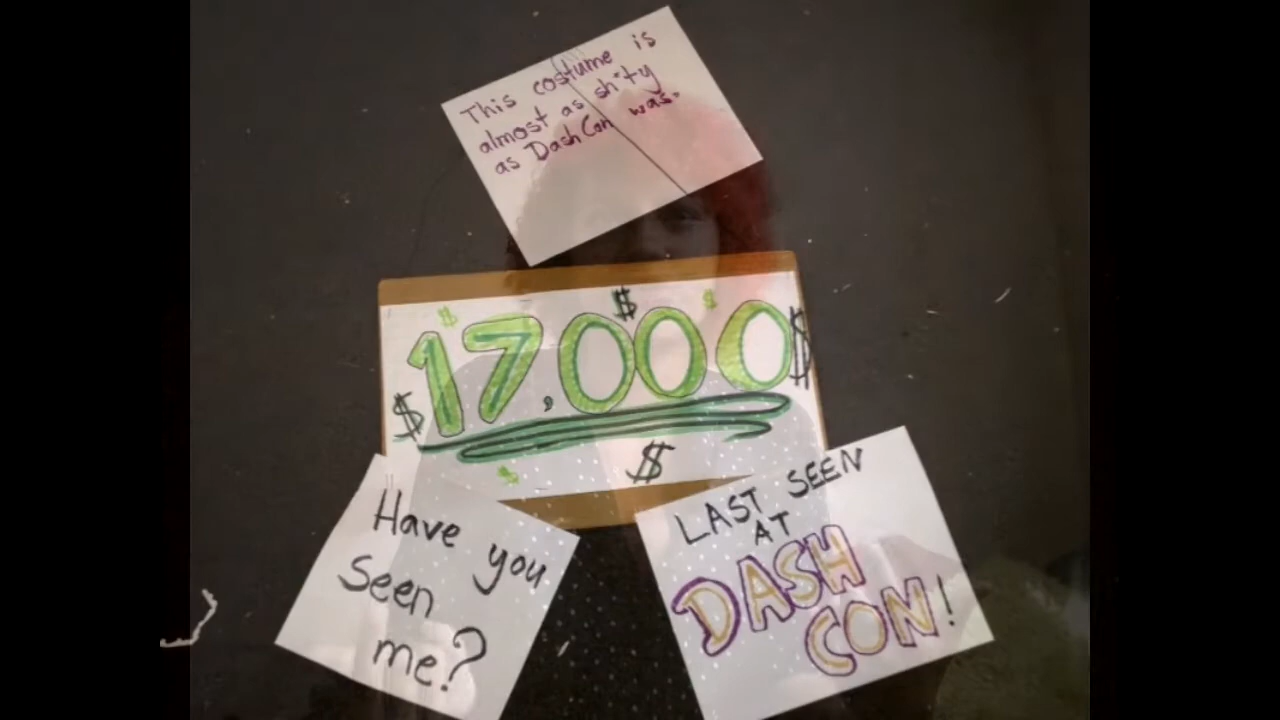 This costume is
almost as sh*ty
as DashCon was.
$ $ $
$ 17.000 $
$ $
Have you
seen
me?
LAST SEEN
AT
DASH
CON!